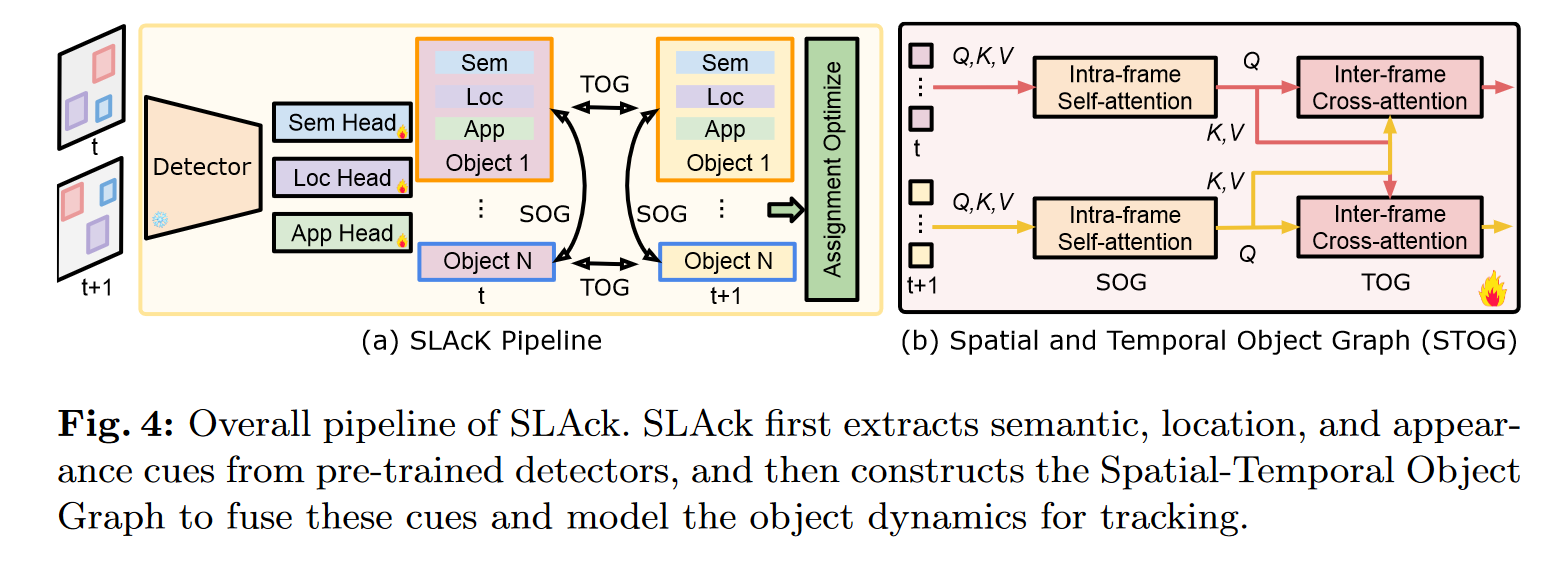 t
t+1
Detector
Sem Head
Loc Head
App Head
Sem
Loc
App
Object 1
⋮
Object N
t
SOG
TOG
TOG
SOG
Sem
Loc
App
Object 1
⋮
Object N
t+1
Assignment Optimize
(a) SLAcK Pipeline
⋮
t
Q,K,V
Intra-frame
Self-attention
Q
K,V
Inter-frame
Cross-attention
⋮
t+1
Q,K,V
Intra-frame
Self-attention
K,V
Q
Inter-frame
Cross-attention
SOG
TOG
(b) Spatial and Temporal Object Graph (STOG)
Fig. 4: Overall pipeline of SLAck. SLAck first extracts semantic, location, and appear-
ance cues from pre-trained detectors, and then constructs the Spatial-Temporal Object
Graph to fuse these cues and model the object dynamics for tracking.